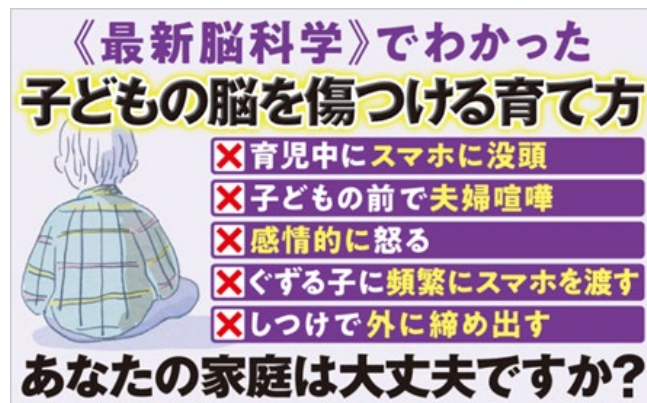 《最新脳科学》でわかった
子どもの脳を傷つける育て方
育児中にスマホに没頭
子どもの前で夫婦喧嘩
感情的に怒る
ぐずる子に頻繁にスマホを渡す
しつけで外に締め出す
あなたの家庭は大丈夫ですか?